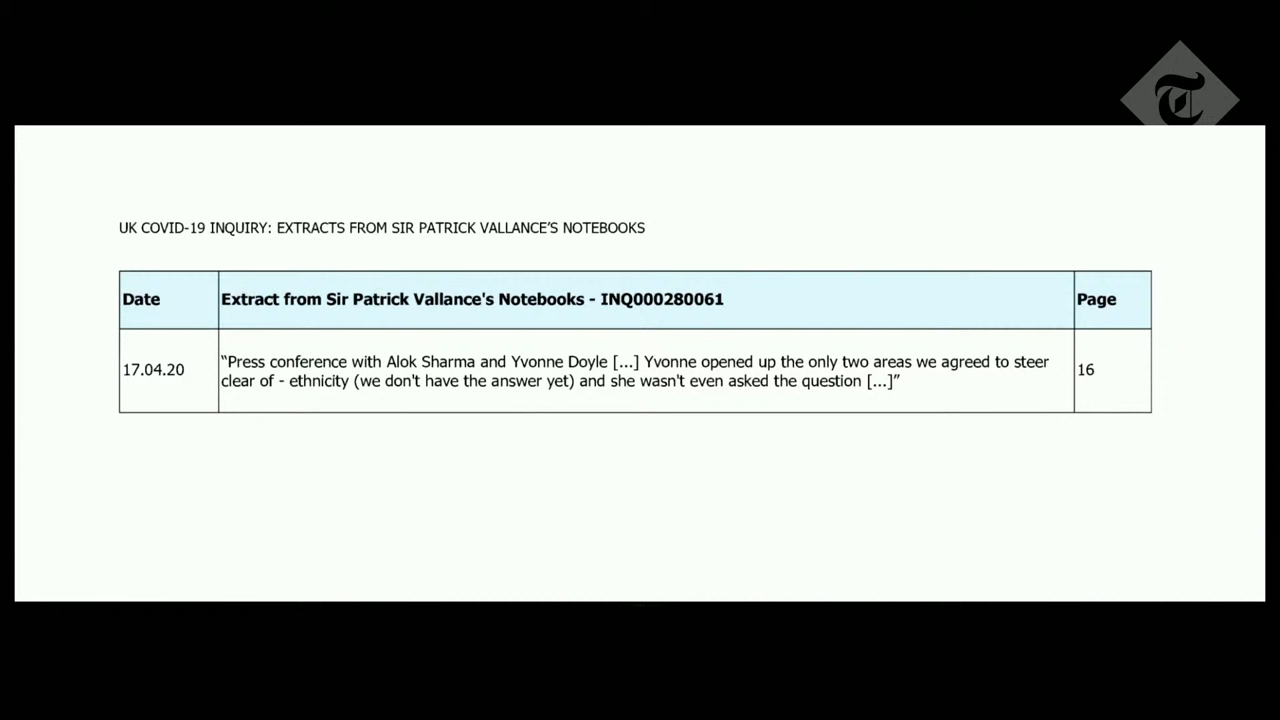 UK COVID-19 INQUIRY: EXTRACTS FROM SIR PATRICK VALLANCE'S NOTEBOOKS
Date Extract from Sir Patrick Vallance's Notebooks - INQ000280061 Page
17.04.20 “Press conference with Alok Sharma and Yvonne Doyle [...] Yvonne opened up the only two areas we agreed to steer
clear of - ethnicity (we don't have the answer yet) and she wasn't even asked the question [...]” 16